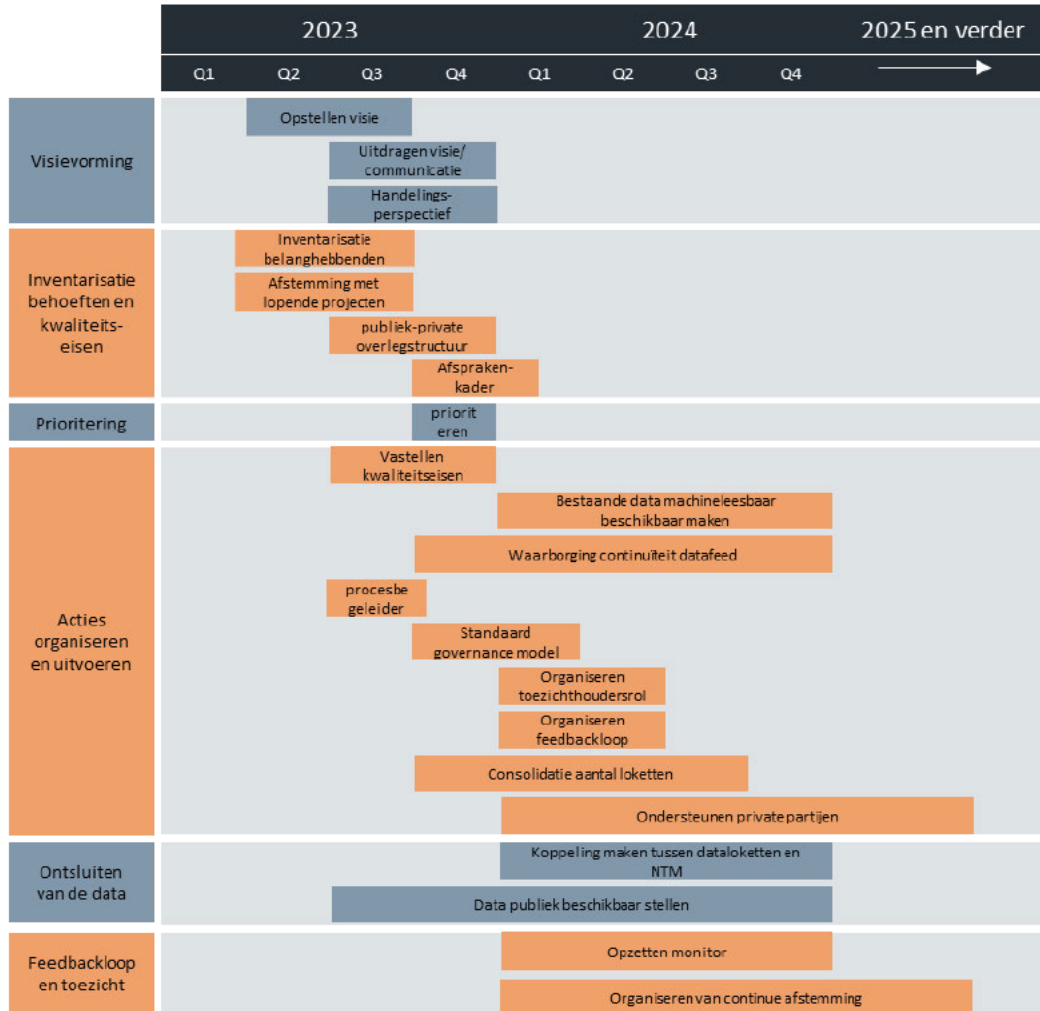 2023 2024 2025 en verder
Q1 Q2 Q3 Q4 Q1 Q2 Q3 Q4
Visievorming
Opstellen visie
Uitdragen visie/
communicatie
Handelings-
perspectief
Inventarisatie
behoeften en
kwaliteits-
eisen
Inventarisatie
belanghebbenden
Afstemming met
lopende projecten
publiek-private
overlegstructuur
Afspraken-
kader
Prioritering
priorit
eren
Acties
organiseren
en uitvoeren
Vastellen
kwaliteitseisen
Bestaande data machineleesbaar
beschikbaar maken
Waarborging continuïteit datafeed
procesbe
geleider
Standaard
governance model
Organiseren
toezichthoudersrol
Organiseren
feedbackloop
Consolidatie aantal loketten
Ondersteunen private partijen
Ontsluiten
van de data
Koppeling maken tussen dataloketten en
NTM
Data publiek beschikbaar stellen
Feedbackloop
en toezicht
Opzetten monitor
Organiseren van continue afstemming